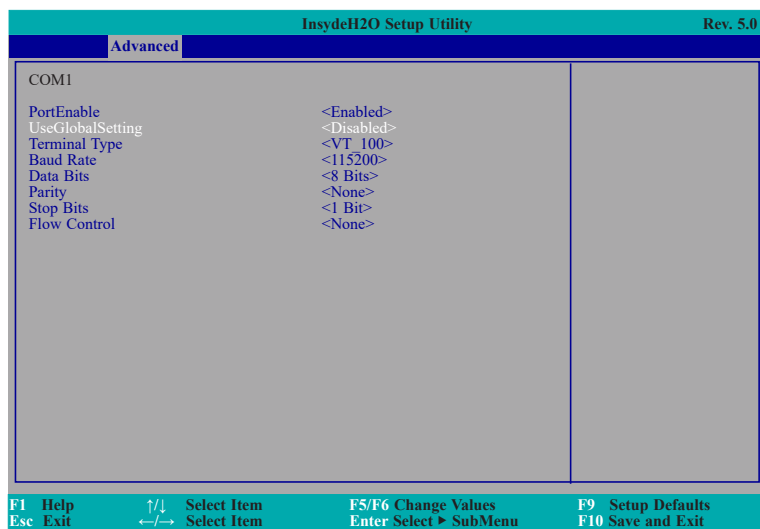 InsydeH2O Setup Utility Rev. 5.0
Advanced
COM1
PortEnable <Enabled>
UseGlobalSetting <Disabled>
Terminal Type <VT_100>
Baud Rate <115200>
Data Bits <8 Bits>
Parity <None>
Stop Bits <1 Bit>
Flow Control <None>
F1 Help ↑/↓ Select Item F5/F6 Change Values F9 Setup Defaults
Esc Exit ←/→ Select Item Enter Select ► SubMenu F10 Save and Exit